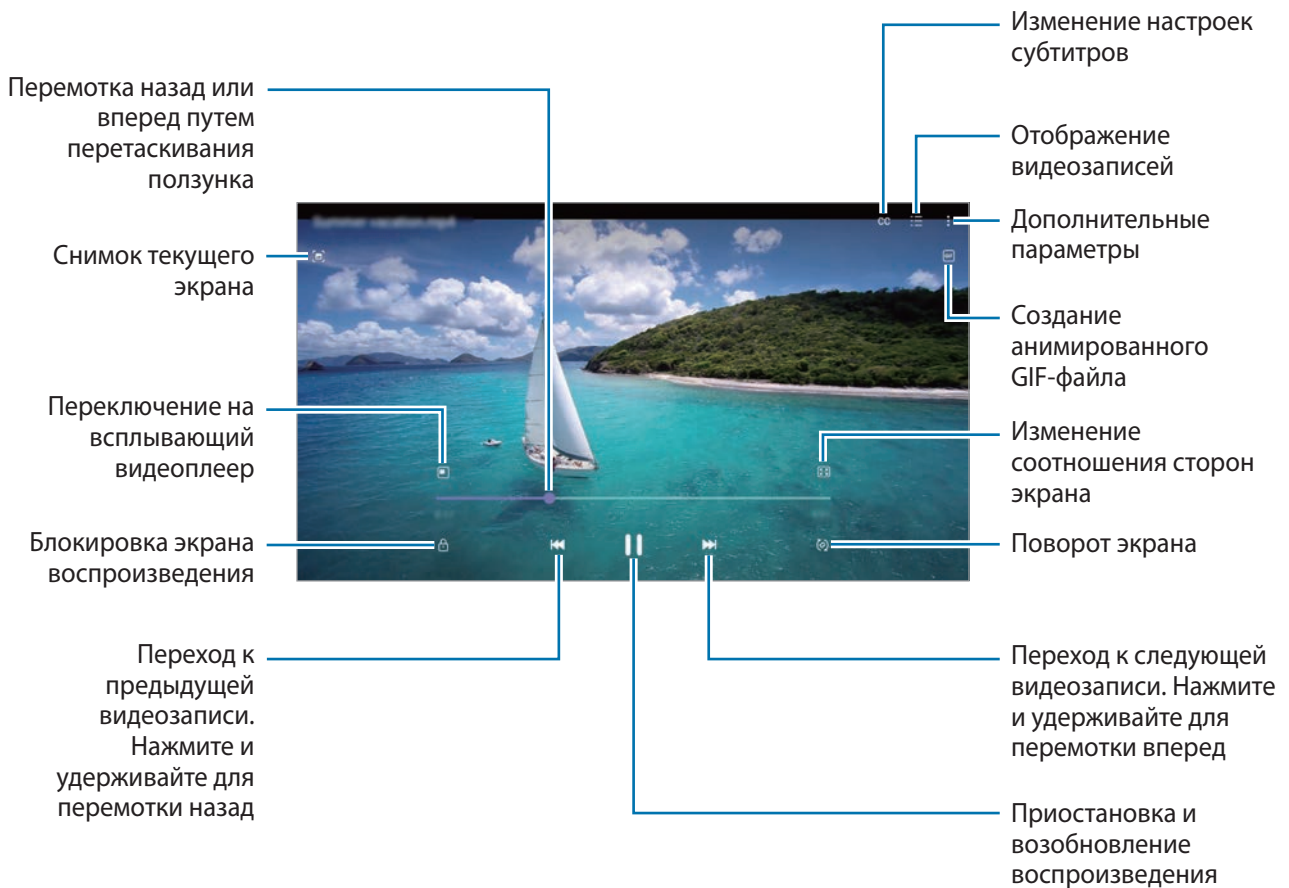 Изменение настроек
субтитров
Перемотка назад или
вперед путем
перетаскивания
ползунка
Отображение
видеозаписей
Дополнительные
параметры
Снимок текущего
экрана
CC
GIF
Создание
анимированного
GIF-файла
Переключение на
всплывающий
видеоплеер
Изменение
соотношения сторон
экрана
Блокировка экрана
воспроизведения
Поворот экрана
Переход к
предыдущей
видеозаписи.
Нажмите и
удерживайте для
перемотки назад
Переход к следующей
видеозаписи. Нажмите
и удерживайте для
перемотки вперед
Приостановка и
возобновление
воспроизведения